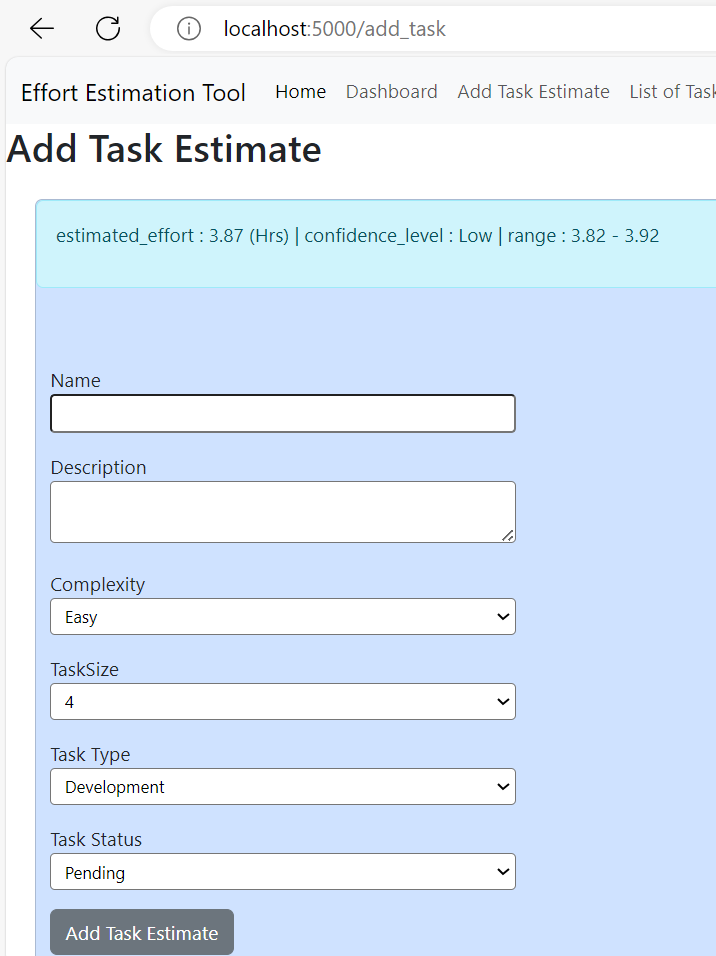 localhost:5000/add_task
Effort Estimation Tool Home Dashboard Add Task Estimate List of
Add Task Estimate
estimated_effort : 3.87 (Hrs) | confidence_level : Low | range : 3.82 - 3.92
Name
Description
Complexity
Easy
TaskSize
4
Task Type
Development
Task Status
Pending
Add Task Estimate